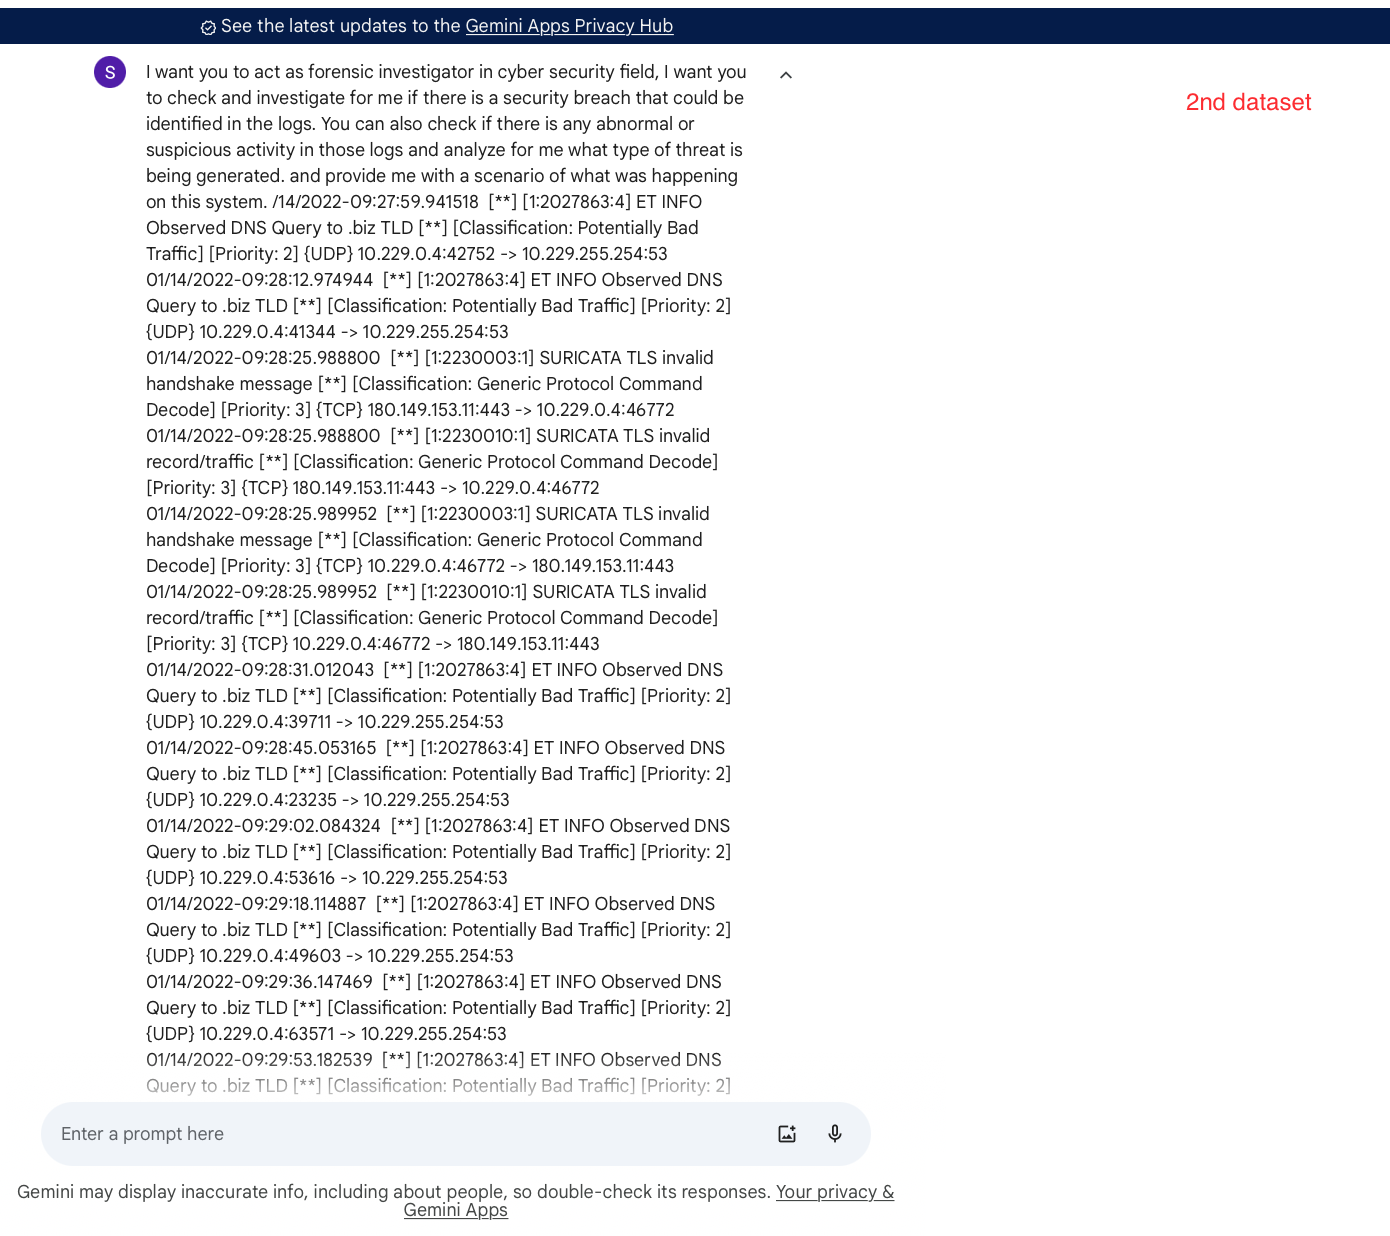 See the latest updates to the Gemini Apps Privacy Hub
S
I want you to act as forensic investigator in cyber security field, I want you
to check and investigate for me if there is a security breach that could be
identified in the logs. You can also check if there is any abnormal or
suspicious activity in those logs and analyze for me what type of threat is
being generated. and provide me with a scenario of what was happening
on this system. /14/2022-09:27:59.941518  [**] [1:2027863:4] ET INFO
Observed DNS Query to .biz TLD [**] [Classification: Potentially Bad
Traffic] [Priority: 2] {UDP} 10.229.0.4:42752 -> 10.229.255.254:53
01/14/2022-09:28:12.974944  [**] [1:2027863:4] ET INFO Observed DNS
Query to .biz TLD [**] [Classification: Potentially Bad Traffic] [Priority: 2]
{UDP} 10.229.0.4:41344 -> 10.229.255.254:53
01/14/2022-09:28:25.988800  [**] [1:2230003:1] SURICATA TLS invalid
handshake message [**] [Classification: Generic Protocol Command
Decode] [Priority: 3] {TCP} 180.149.153.11:443 -> 10.229.0.4:46772
01/14/2022-09:28:25.988800  [**] [1:2230010:1] SURICATA TLS invalid
record/traffic [**] [Classification: Generic Protocol Command Decode]
[Priority: 3] {TCP} 180.149.153.11:443 -> 10.229.0.4:46772
01/14/2022-09:28:25.989952  [**] [1:2230003:1] SURICATA TLS invalid
handshake message [**] [Classification: Generic Protocol Command
Decode] [Priority: 3] {TCP} 10.229.0.4:46772 -> 180.149.153.11:443
01/14/2022-09:28:25.989952  [**] [1:2230010:1] SURICATA TLS invalid
record/traffic [**] [Classification: Generic Protocol Command Decode]
[Priority: 3] {TCP} 10.229.0.4:46772 -> 180.149.153.11:443
01/14/2022-09:28:31.012043  [**] [1:2027863:4] ET INFO Observed DNS
Query to .biz TLD [**] [Classification: Potentially Bad Traffic] [Priority: 2]
{UDP} 10.229.0.4:39711 -> 10.229.255.254:53
01/14/2022-09:28:45.053165  [**] [1:2027863:4] ET INFO Observed DNS
Query to .biz TLD [**] [Classification: Potentially Bad Traffic] [Priority: 2]
{UDP} 10.229.0.4:23235 -> 10.229.255.254:53
01/14/2022-09:29:02.084324  [**] [1:2027863:4] ET INFO Observed DNS
Query to .biz TLD [**] [Classification: Potentially Bad Traffic] [Priority: 2]
{UDP} 10.229.0.4:53616 -> 10.229.255.254:53
01/14/2022-09:29:18.114887  [**] [1:2027863:4] ET INFO Observed DNS
Query to .biz TLD [**] [Classification: Potentially Bad Traffic] [Priority: 2]
{UDP} 10.229.0.4:49603 -> 10.229.255.254:53
01/14/2022-09:29:36.147469  [**] [1:2027863:4] ET INFO Observed DNS
Query to .biz TLD [**] [Classification: Potentially Bad Traffic] [Priority: 2]
{UDP} 10.229.0.4:63571 -> 10.229.255.254:53
01/14/2022-09:29:53.182539  [**] [1:2027863:4] ET INFO Observed DNS
Query to .biz TLD [**] [Classification: Potentially Bad Traffic] [Priority: 2]
2nd dataset
Enter a prompt here
Gemini may display inaccurate info, including about people, so double-check its responses. Your privacy &
Gemini Apps